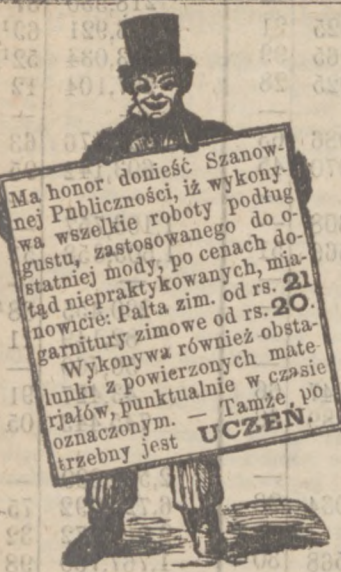 Ma honor donieść Szanow-
nej Publiczności, iż wykony-
wa wszelkie roboty podług
gustu, zastosowanego do o-
statniej mody, po cenach do-
tąd niepraktykowanych, mia-
nowicie: Palta zim. od rs. 21
garnitury zimowe od rs. 20.
Wykonywa również obsta-
lunki z powierzonych mate-
rjałów, punktualnie w czasie
oznaczonym. — Tamże, po
trzebny jest UCZEŃ.